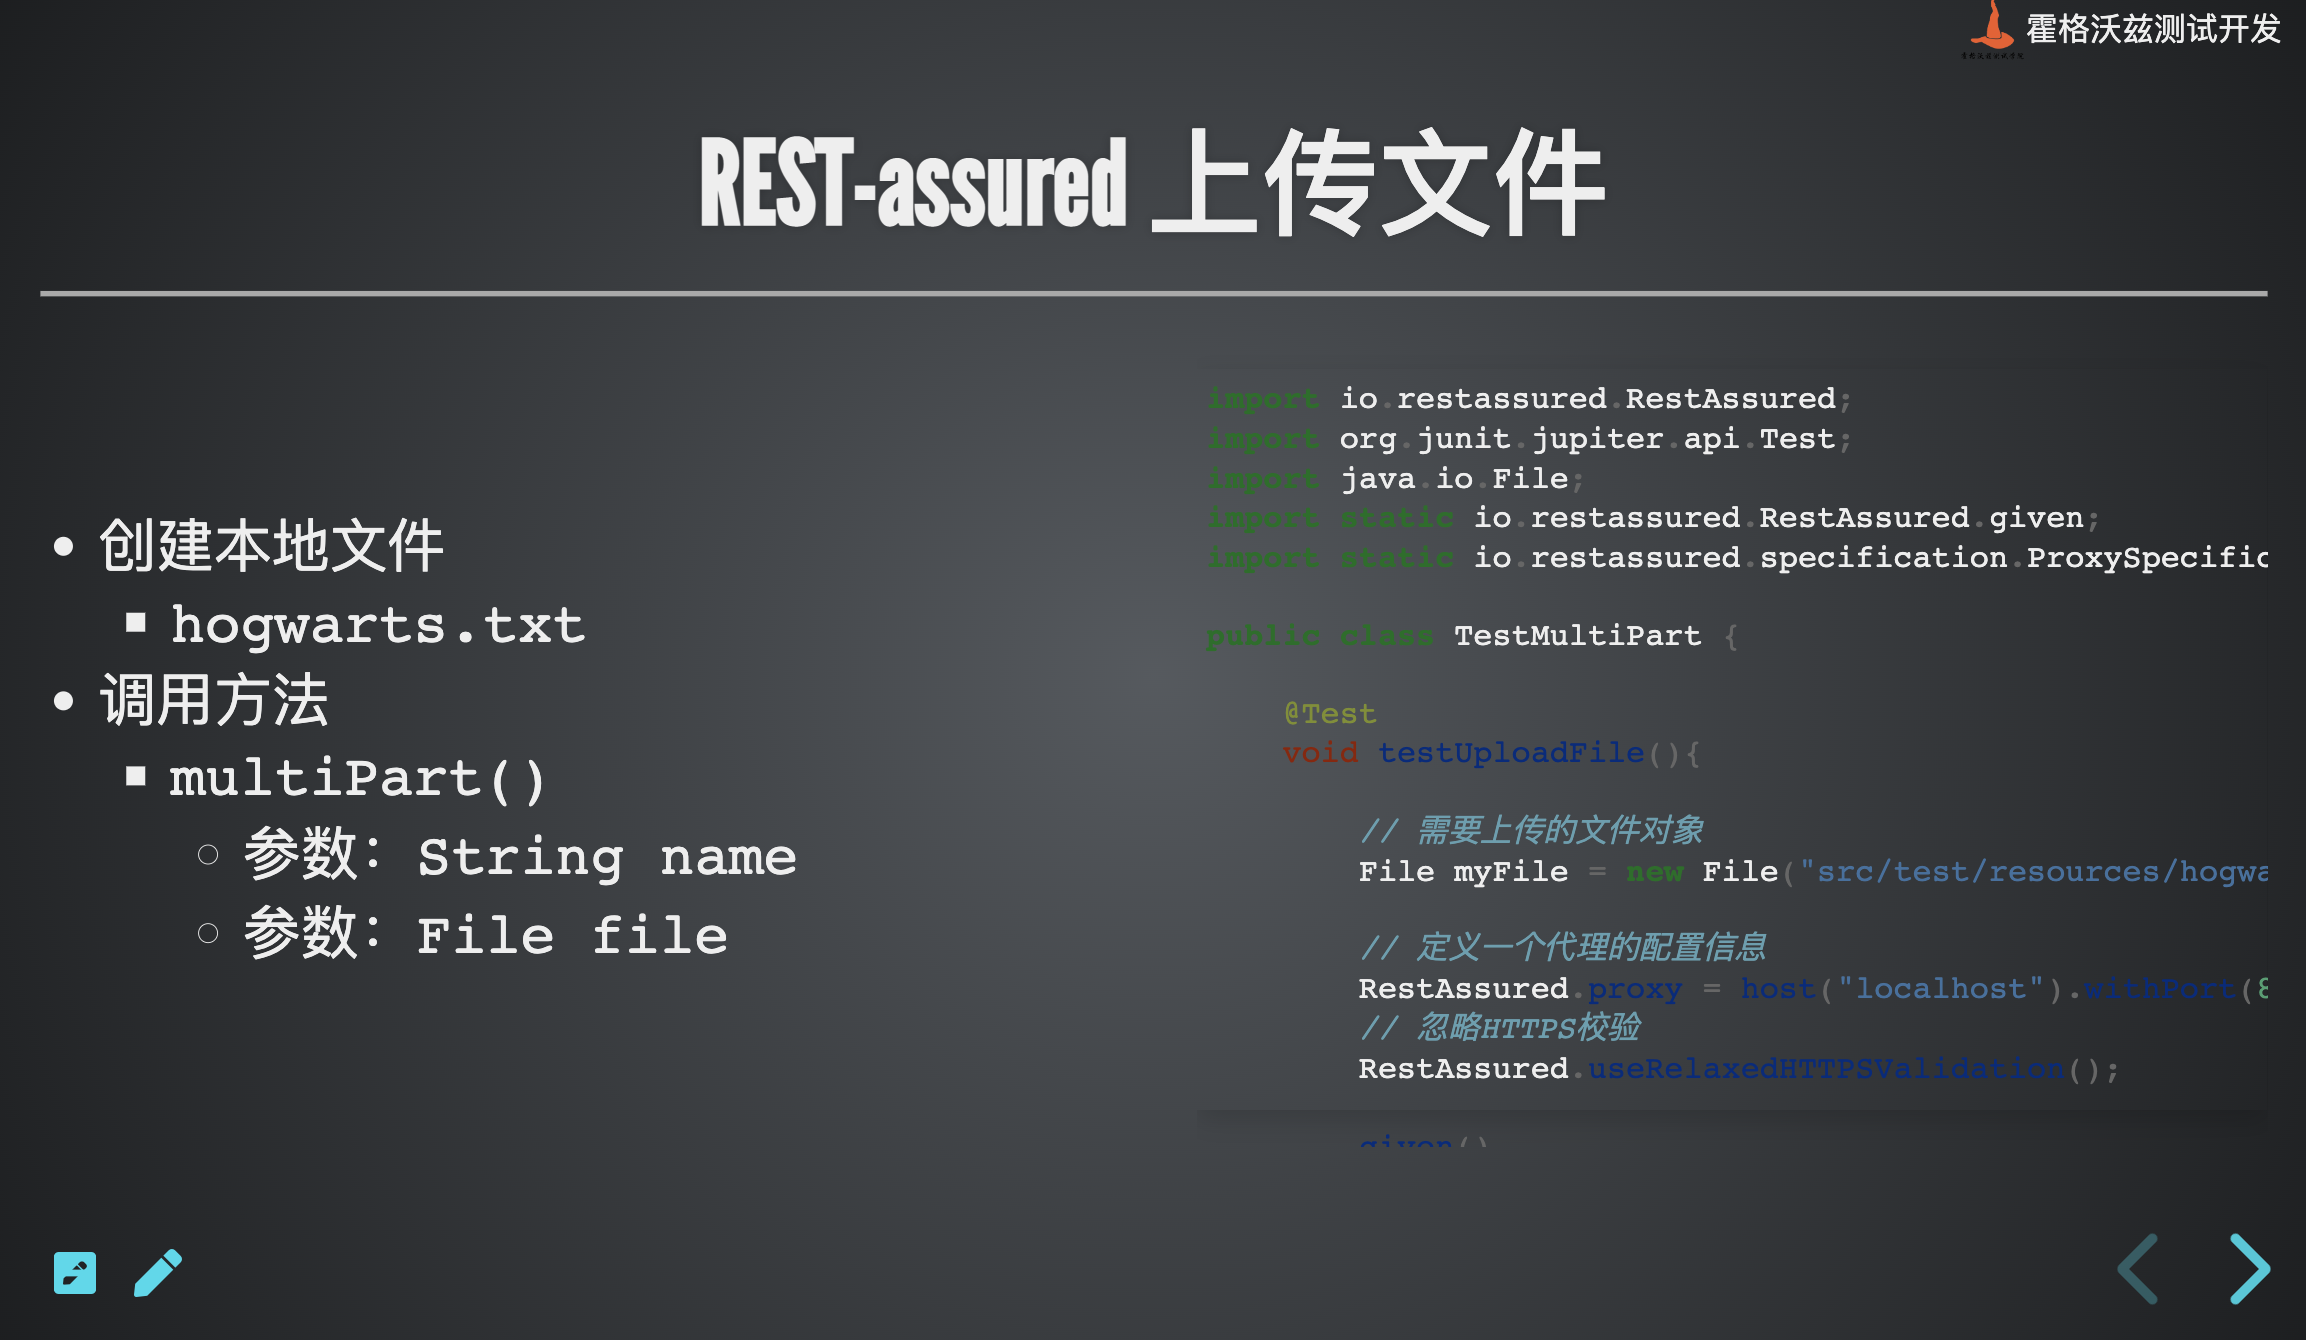 霍格沃兹测试开发
REST-assured 上传文件
创建本地文件
hogwarts.txt
调用方法
multiPart()
参数：String name
参数：File file
import io.restassured.RestAssured;
import org.junit.jupiter.api.Test;
import java.io.File;
import static io.restassured.RestAssured.given;
import static io.restassured.specification.ProxySpecific
public class TestMultiPart {
@Test
void testUploadFile(){
// 需要上传的文件对象
File myFile = new File("src/test/resources/hogwa
// 定义一个代理的配置信息
RestAssured.proxy = host("localhost").withPort(8
// 忽略HTTPS校验
RestAssured.useRelaxedHTTPSValidation();
given()